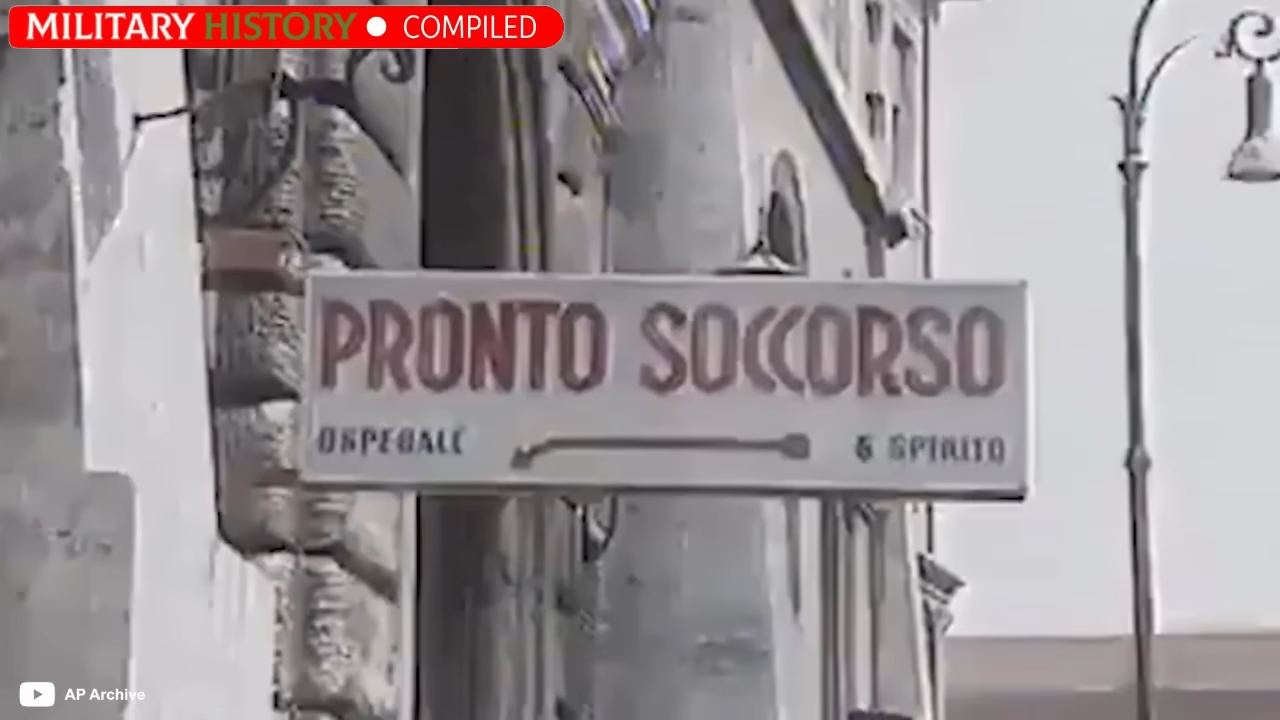 MILITARY HISTORY • COMPILED
PRONTO SOCCORSO
OSPEDALE S SPIRITO
AP Archive